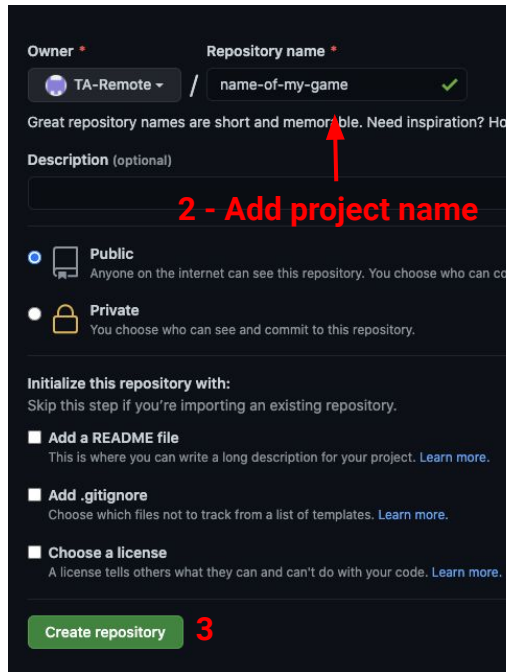 Owner *
Repository name *
TA-Remote
/
name-of-my-game
Great repository names are short and memorable. Need inspiration? Ho
Description (optional)
2 - Add project name
Public
Anyone on the internet can see this repository. You choose who can co
Private
You choose who can see and commit to this repository.
Initialize this repository with:
Skip this step if you're importing an existing repository.
Add a README file
This is where you can write a long description for your project. Learn more.
Add .gitignore
Choose which files not to track from a list of templates. Learn more.
Choose a license
A license tells others what they can and can't do with your code. Learn more.
Create repository
3